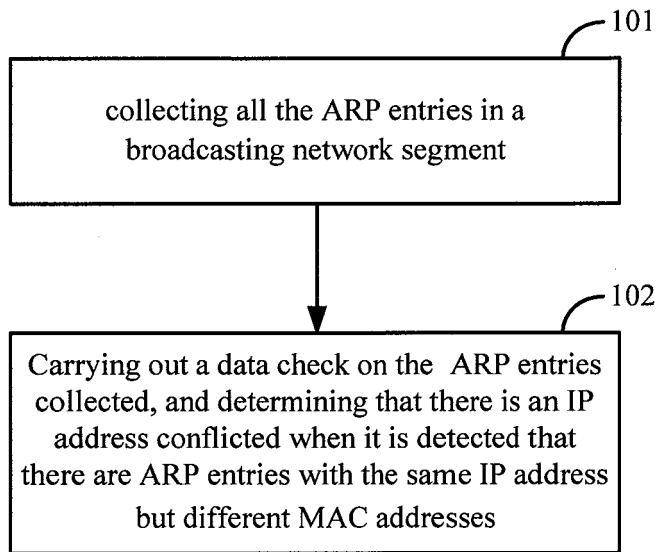 101
collecting all the ARP entries in a
broadcasting network segment
102
Carrying out a data check on the ARP entries
collected, and determining that there is an IP
address conflicted when it is detected that
there are ARP entries with the same IP address
but different MAC addresses